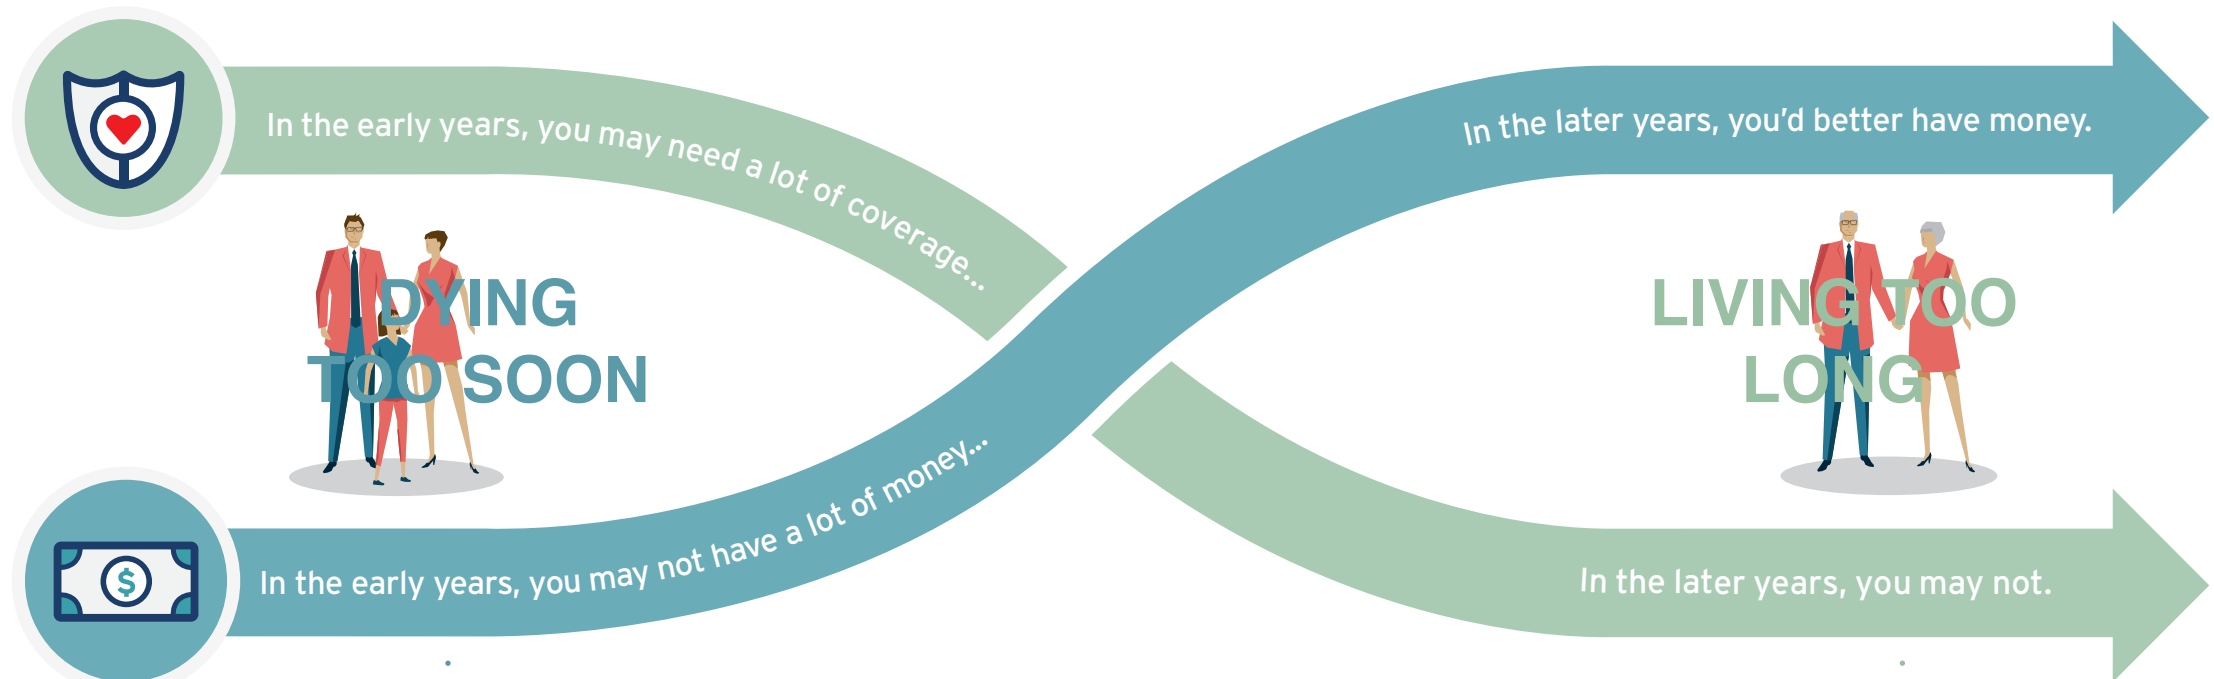 In the early years, you may need a lot of coverage...
In the later years, you'd better have money.
DYING
TOO SOON
LIVING TOO
LONG
In the early years, you may not have a lot of money...
In the later years, you may not.
$